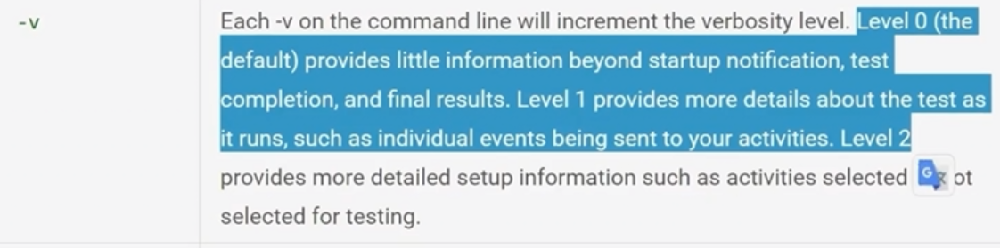 -v
Each -v on the command line will increment the verbosity level. Level 0 (the
default) provides little information beyond startup notification, test
completion, and final results. Level 1 provides more details about the test as
it runs, such as individual events being sent to your activities. Level 2
provides more detailed setup information such as activities selected ot
selected for testing.